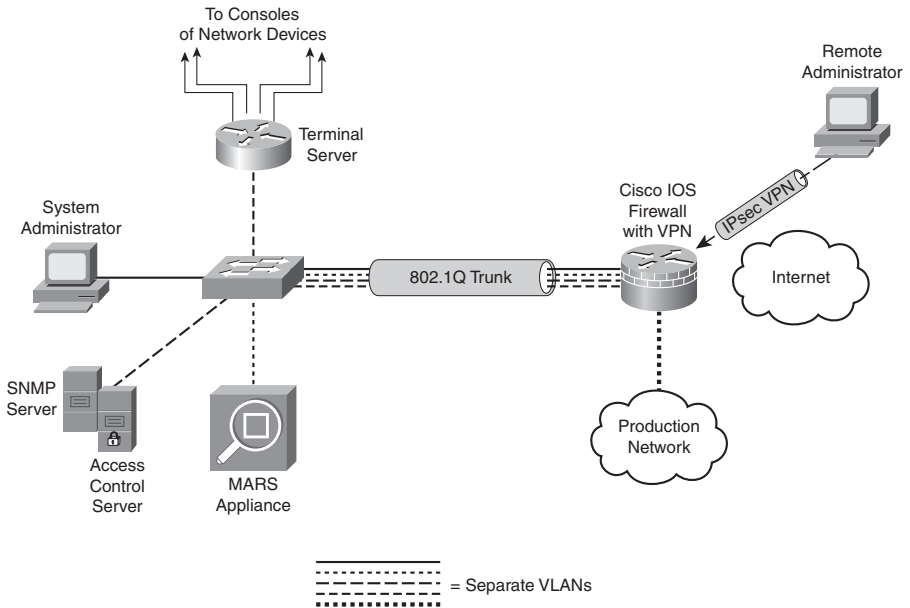 To Consoles
of Network Devices
Remote
Administrator
Terminal
Server
Cisco IOS
Firewall
with VPN
IPsec VPN
System
Administrator
802.1Q Trunk
Internet
SNMP
Server
Production
Network
Access
Control
Server
MARS
Appliance
= Separate VLANs